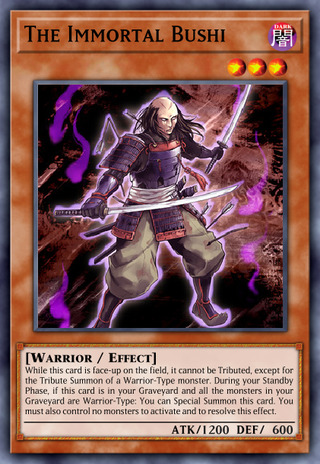 THE IMMORTAL BUSHI
DARK
闇
[WARRIOR / EFFECT]
While this card is face-up on the field, it cannot be Tributed, except for
the Tribute Summon of a Warrior-Type monster. During your Standby
Phase, if this card is in your Graveyard and all the monsters in your
Graveyard are Warrior-Type: You can Special Summon this card. You
must also control no monsters to activate and to resolve this effect.
ATK/1200 DEF/ 600